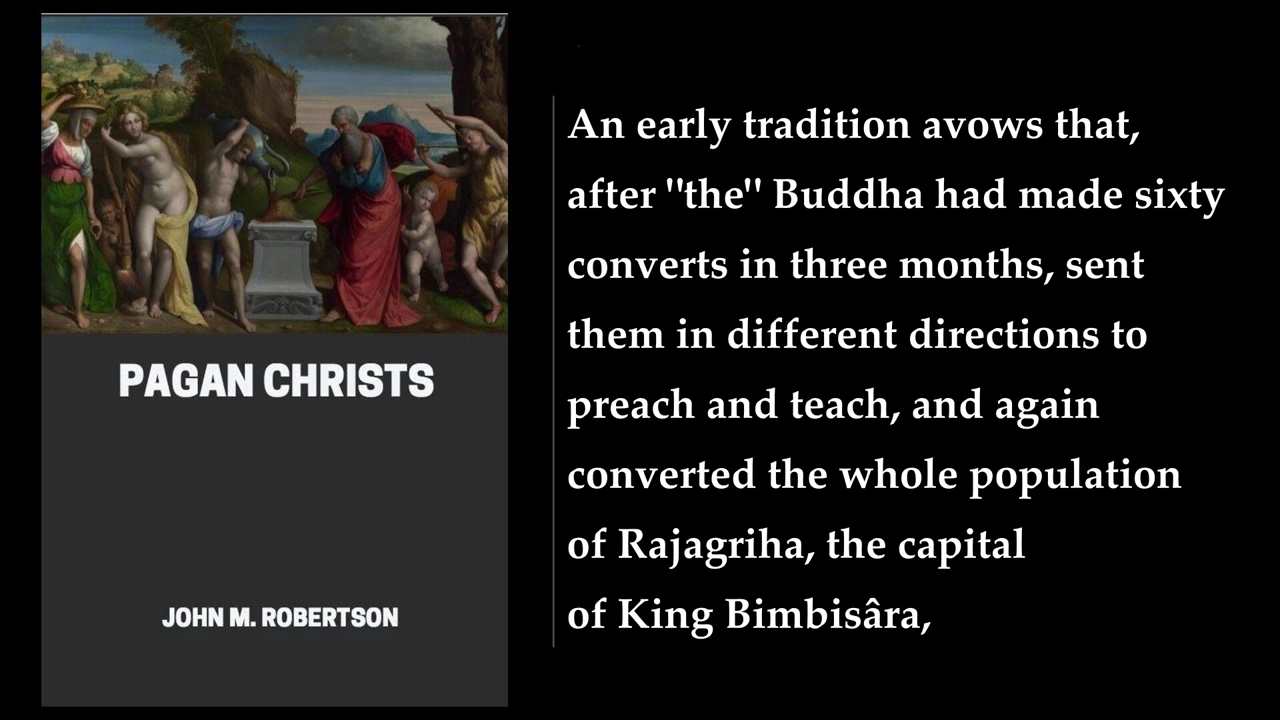 PAGAN CHRISTS
JOHN M. ROBERTSON
An early tradition avows that,
after "the" Buddha had made sixty
converts in three months, sent
them in different directions to
preach and teach, and again
converted the whole population
of Rajagriha, the capital
of King Bimbisâra,